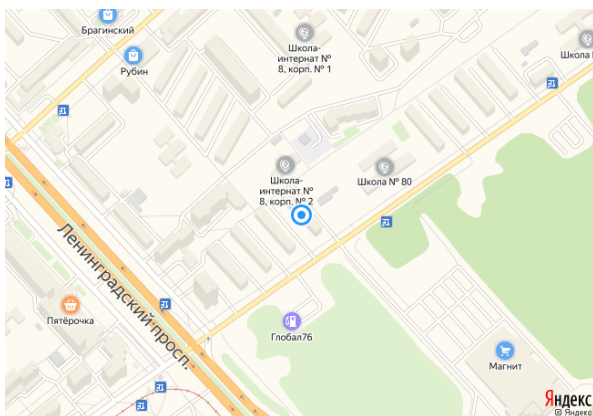 Брагинский
Рубин
Школа-
интернат №
8, корп. № 1
Школа
Школа-
интернат №
8, корп. № 2
Школа № 80
Ленинградский просп.
Пятёрочка
Глобал76
Магнит
Яндекс
© Яндекс